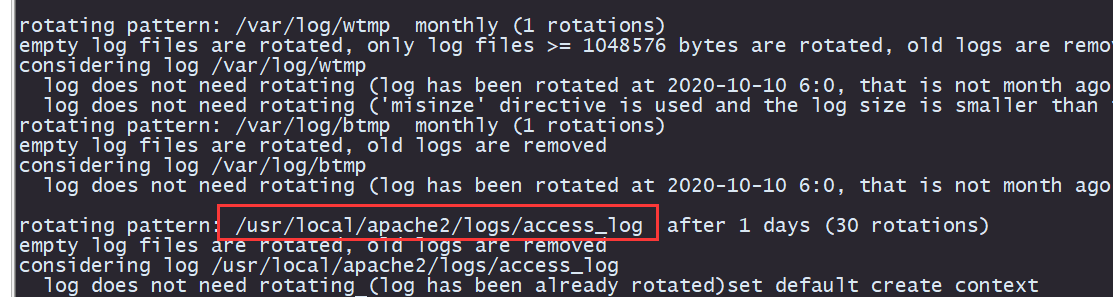 rotating pattern: /var/log/wtmp  monthly (1 rotations)
empty log files are rotated, only log files >= 1048576 bytes are rotated, old logs are remo
considering log /var/log/wtmp
  log does not need rotating (log has been rotated at 2020-10-10 6:0, that is not month ago
  log does not need rotating ('misinze' directive is used and the log size is smaller than
rotating pattern: /var/log/btmp  monthly (1 rotations)
empty log files are rotated, old logs are removed
considering log /var/log/btmp
  log does not need rotating (log has been rotated at 2020-10-10 6:0, that is not month ago
rotating pattern: /usr/local/apache2/logs/access_log  after 1 days (30 rotations)
empty log files are rotated, old logs are removed
considering log /usr/local/apache2/logs/access_log
  log does not need rotating (log has been already rotated)set default create context